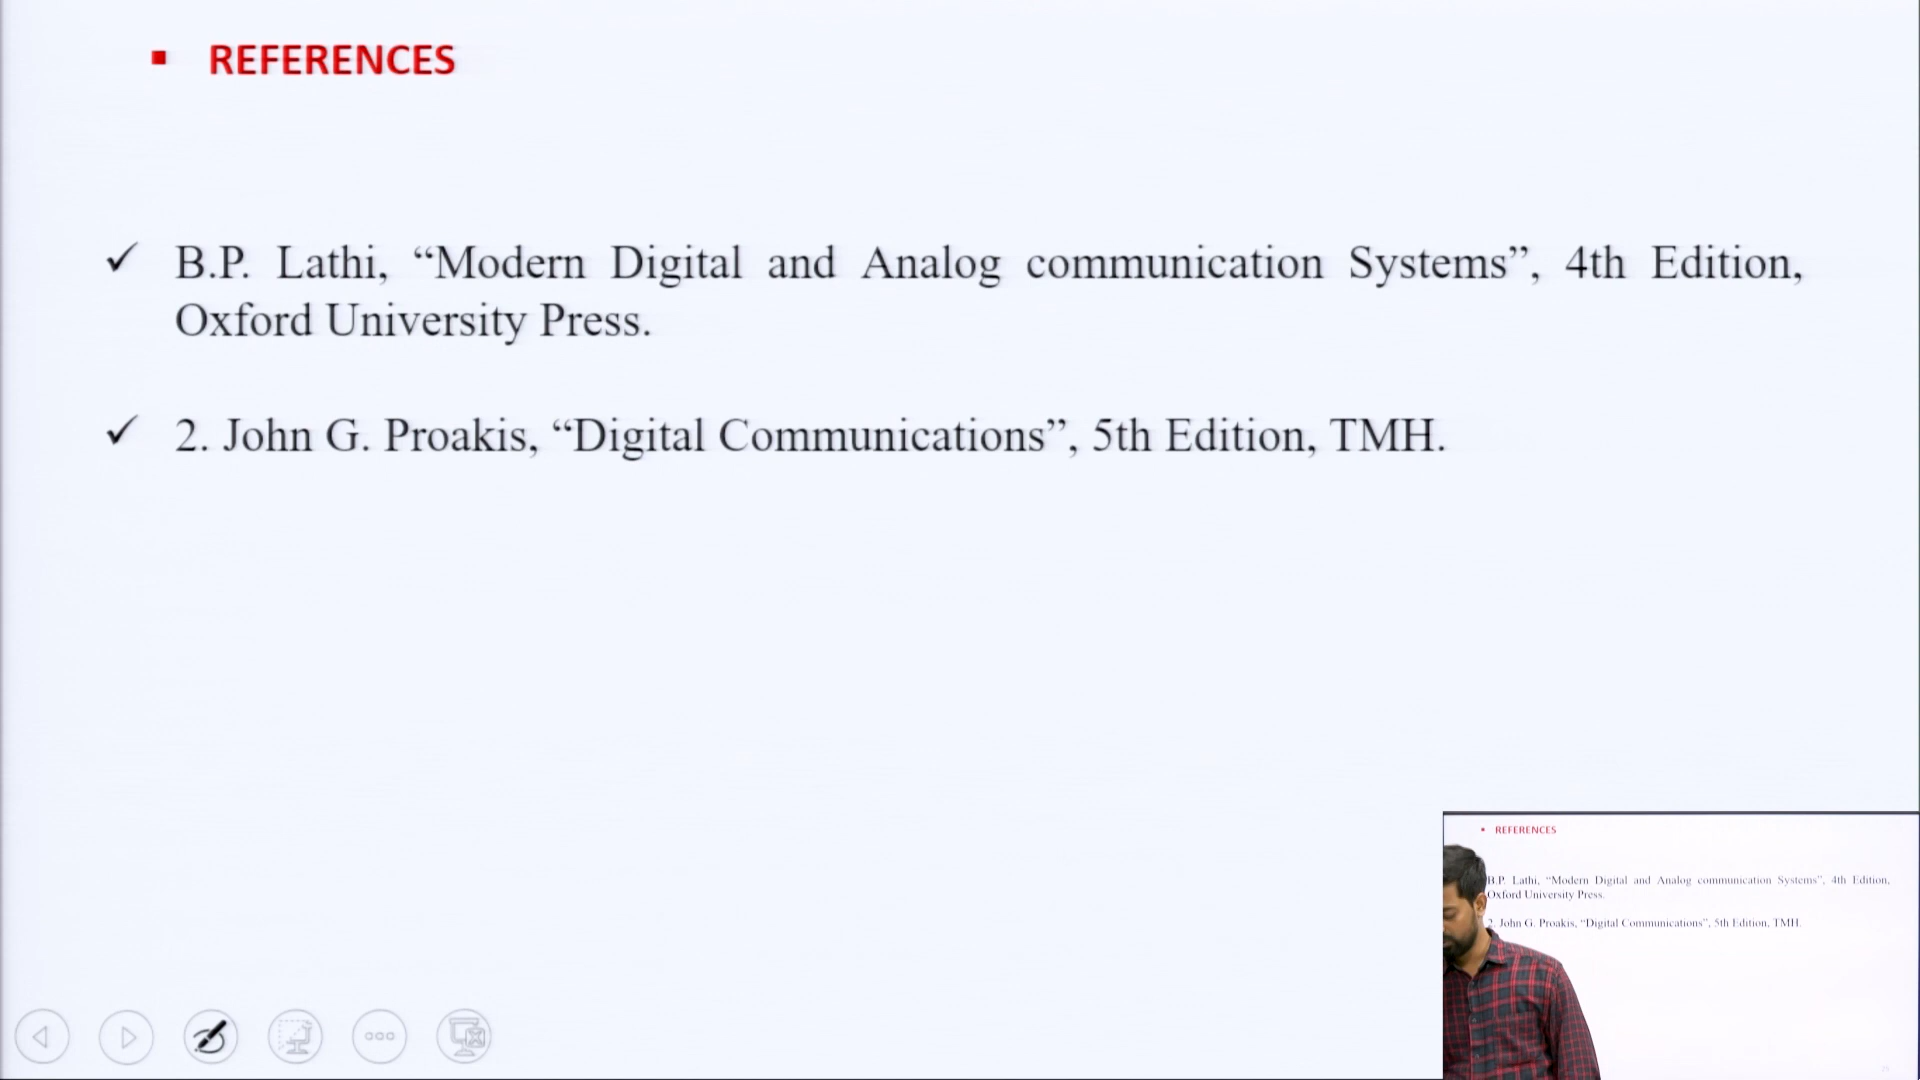 REFERENCES
B.P. Lathi, “Modern Digital and Analog communication Systems”, 4th Edition,
Oxford University Press.
2. John G. Proakis, “Digital Communications”, 5th Edition, TMH.
REFERENCES
B.P. Lathi, “Modern Digital and Analog communication Systems”, 4th Edition,
Oxford University Press.
2. John G. Proakis, “Digital Communications”, 5th Edition, TMH.